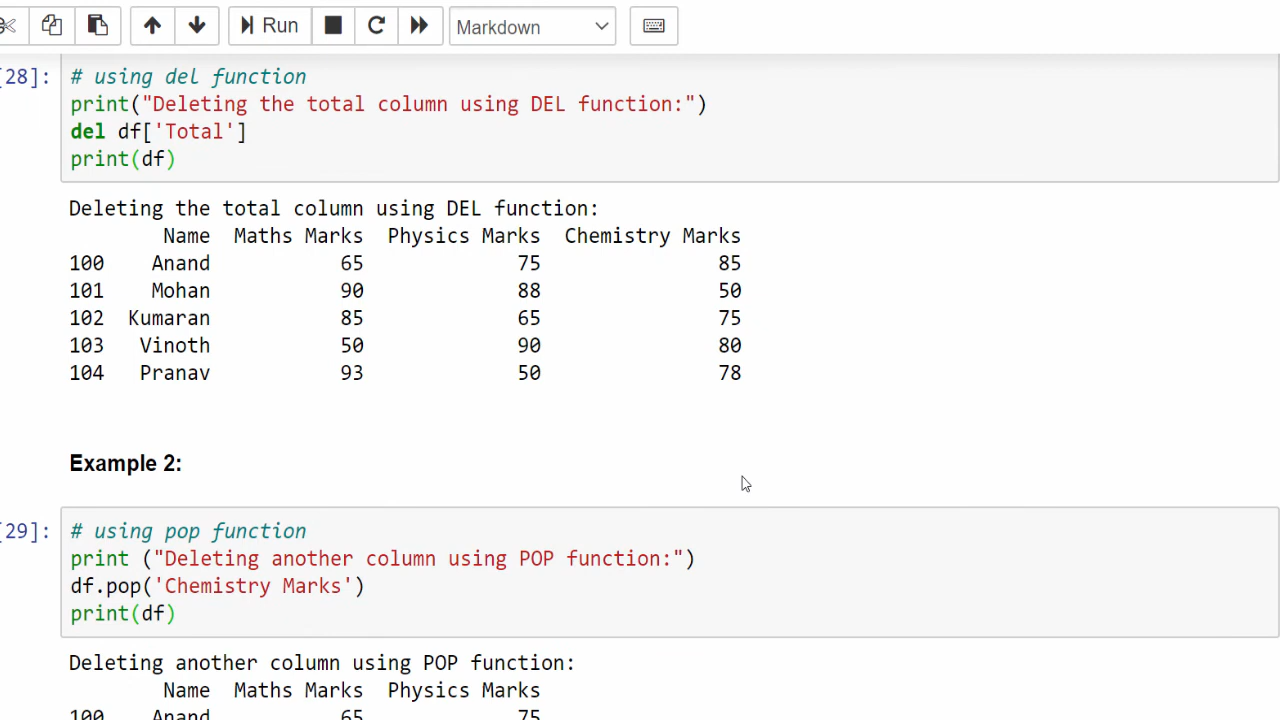 Run
Markdown
[28]:
# using del function
print("Deleting the total column using DEL function:")
del df['Total']
print(df)
Deleting the total column using DEL function:
Name Maths Marks Physics Marks Chemistry Marks
100 Anand 65 75 85
101 Mohan 90 88 50
102 Kumaran 85 65 75
103 Vinoth 50 90 80
104 Pranav 93 50 78
Example 2:
[29]:
# using pop function
print ("Deleting another column using POP function:")
df.pop('Chemistry Marks')
print(df)
Deleting another column using POP function:
Name Maths Marks Physics Marks
100 Anand 65 75